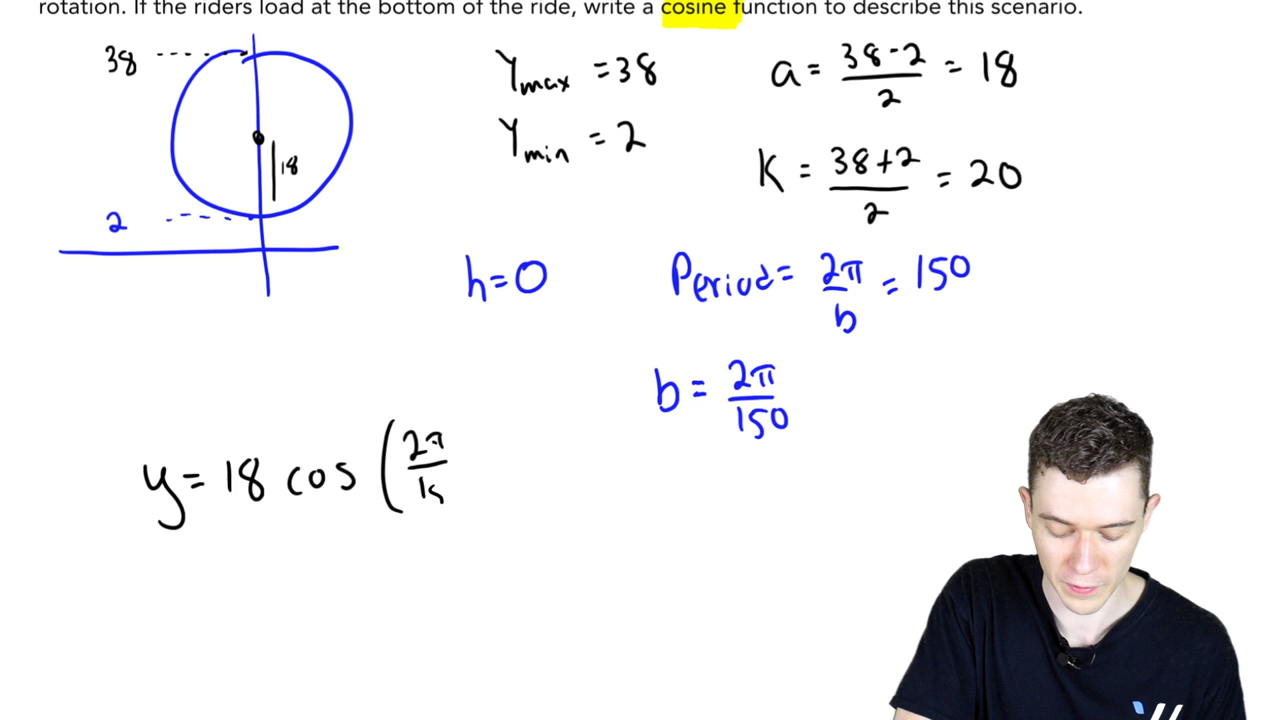 rotation. If the riders load at the bottom of the ride, write a cosine function to describe this scenario.
38
18
2
Ymax = 38
Ymin = 2
a = 38-2/2 = 18
K = 38+2/2 = 20
h=0
Period = 2π/b = 150
b = 2π/150
y = 18 cos (2π/15